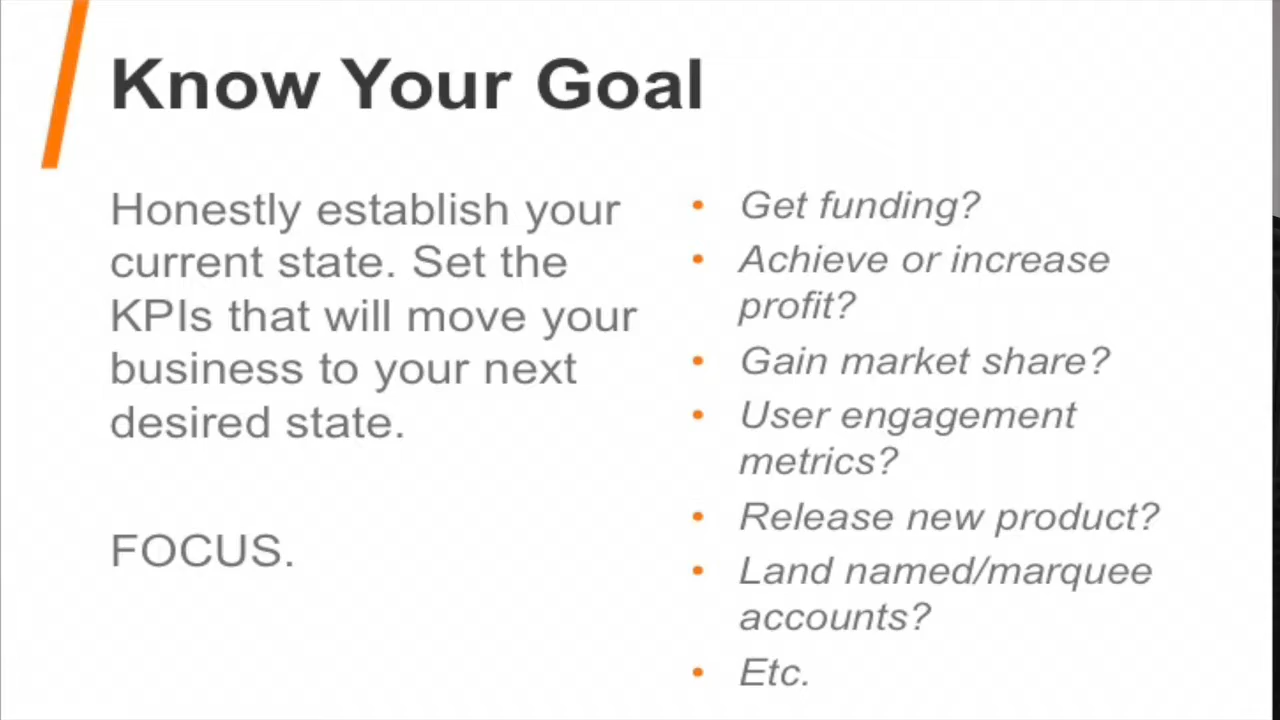 Know Your Goal
Honestly establish your
current state. Set the
KPIs that will move your
business to your next
desired state.
FOCUS.
• Get funding?
• Achieve or increase
profit?
• Gain market share?
• User engagement
metrics?
• Release new product?
• Land named/marquee
accounts?
• Etc.